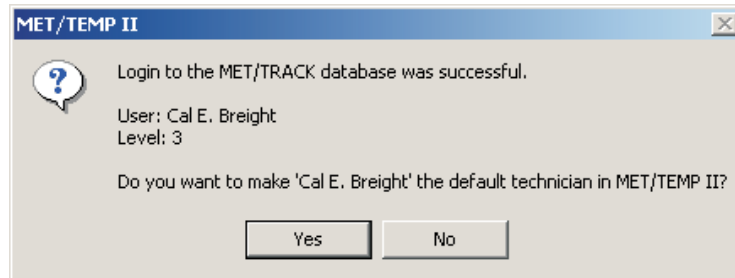 MET/TEMP II
Login to the MET/TRACK database was successful.
User: Cal E. Breight
Level: 3
Do you want to make 'Cal E. Breight' the default technician in MET/TEMP II?
Yes
No